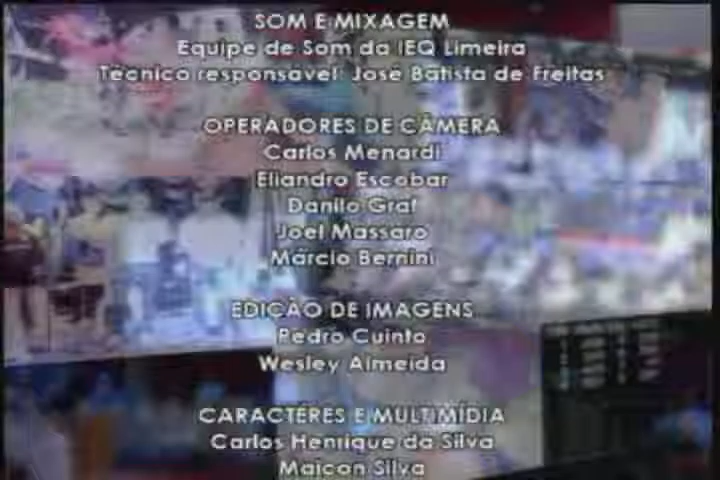 SOM E MIXAGEM
Equipe de Som da IEQ Limeira
Técnico responsável: José Batista de Freitas
OPERADORES DE CÂMERA
Carlos Menardi
Eliandro Escobar
Danilo Graf
Joel Massaro
Márcio Bernini
EDIÇÃO DE IMAGENS
Pedro Cuinto
Wesley Almeida
CARACTÉRES E MULTIMÍDIA
Carlos Henrique da Silva
Maicon Silva